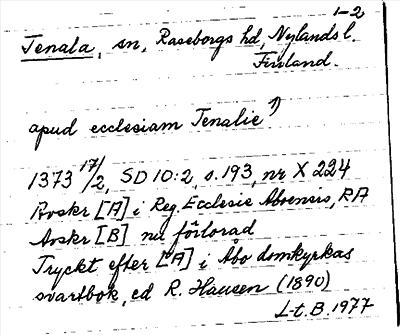 1-2
Tenala, sn, Raseborgs hd, Nylands l.
Finland.
apud ecclesiam Tenalie 1)
1373 17/2, SD 10:2, s. 193, nr X 224
Avskr [A] i Reg. Ecclesie Aboensis, RA
Avskr [B] nu förlorad
Tryckt efter [A] i Åbo domkyrkas
svartbok, ed R. Hausen (1890)
L-t. B. 1977